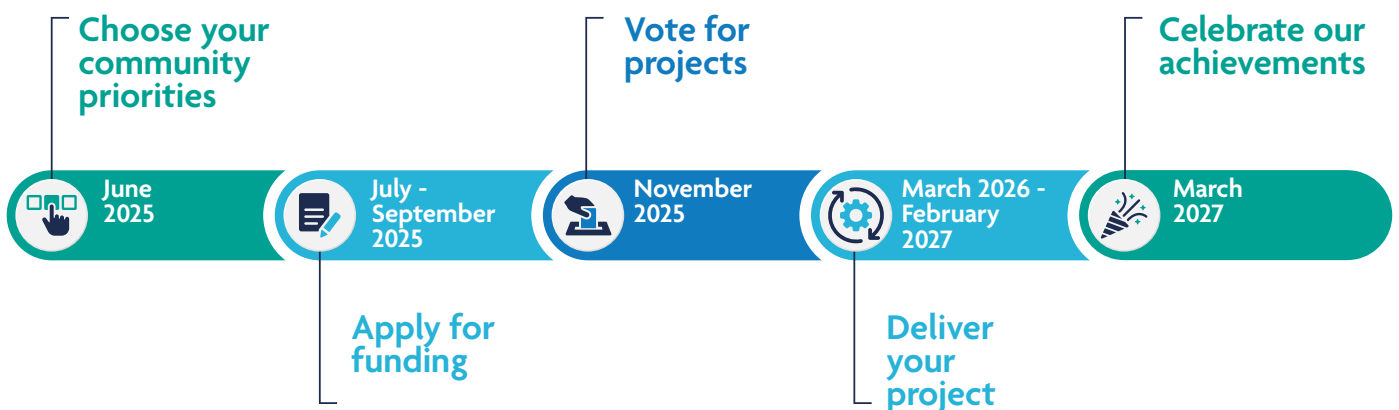 Choose your
community
priorities
June
2025
July -
September
2025
Apply for
funding
Vote for
projects
November
2025
March 2026 -
February
2027
Deliver
your
project
Celebrate our
achievements
March
2027